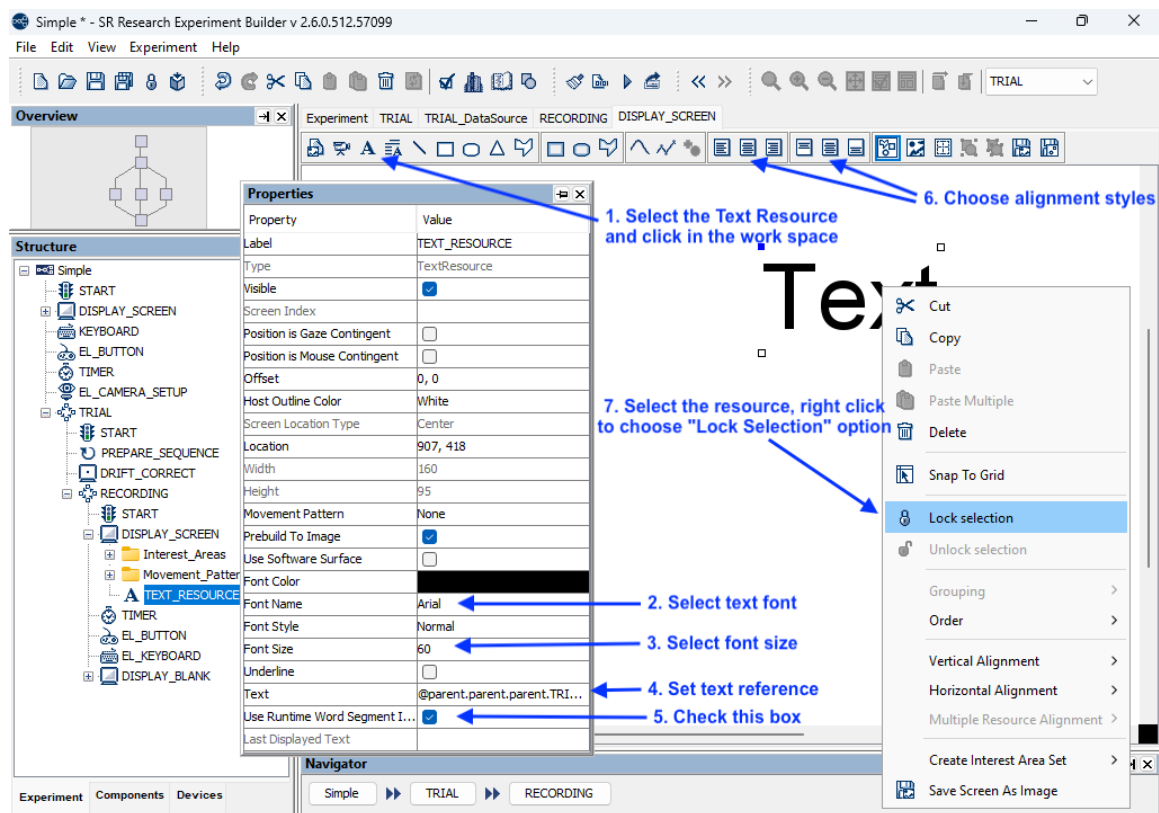 Simple * - SR Research Experiment Builder v 2.6.0.512.57099
File Edit View Experiment Help
TRIAL
Overview
Experiment TRIAL TRIAL_DataSource RECORDING DISPLAY_SCREEN
Structure
Simple
START
DISPLAY_SCREEN
KEYBOARD
EL_BUTTON
TIMER
EL_CAMERA_SETUP
TRIAL
START
PREPARE_SEQUENCE
DRIFT_CORRECT
RECORDING
START
DISPLAY_SCREEN
Interest_Areas
Movement_Patter
TEXT_RESOURCE
TIMER
EL_BUTTON
EL_KEYBOARD
DISPLAY_BLANK
Experiment Components Devices
Properties
Property Value
Label TEXT_RESOURCE
Type TextResource
Visible
Screen Index
Position is Gaze Contingent
Position is Mouse Contingent
Offset 0, 0
Host Outline Color White
Screen Location Type Center
Location 907, 418
Width 160
Height 95
Movement Pattern None
Prebuild To Image
Use Software Surface
Font Color
Font Name Arial
Font Style Normal
Font Size 60
Underline
Text @parent.parent.parent.TRI...
Use Runtime Word Segment I...
Last Displayed Text
1. Select the Text Resource
and click in the work space
6. Choose alignment styles
Text
7. Select the resource, right click
to choose "Lock Selection" option
2. Select text font
3. Select font size
4. Set text reference
5. Check this box
Cut
Copy
Paste
Paste Multiple
Delete
Snap To Grid
Lock selection
Unlock selection
Grouping
Order
Vertical Alignment
Horizontal Alignment
Multiple Resource Alignment
Create Interest Area Set
Save Screen As Image
Navigator
Simple TRIAL RECORDING